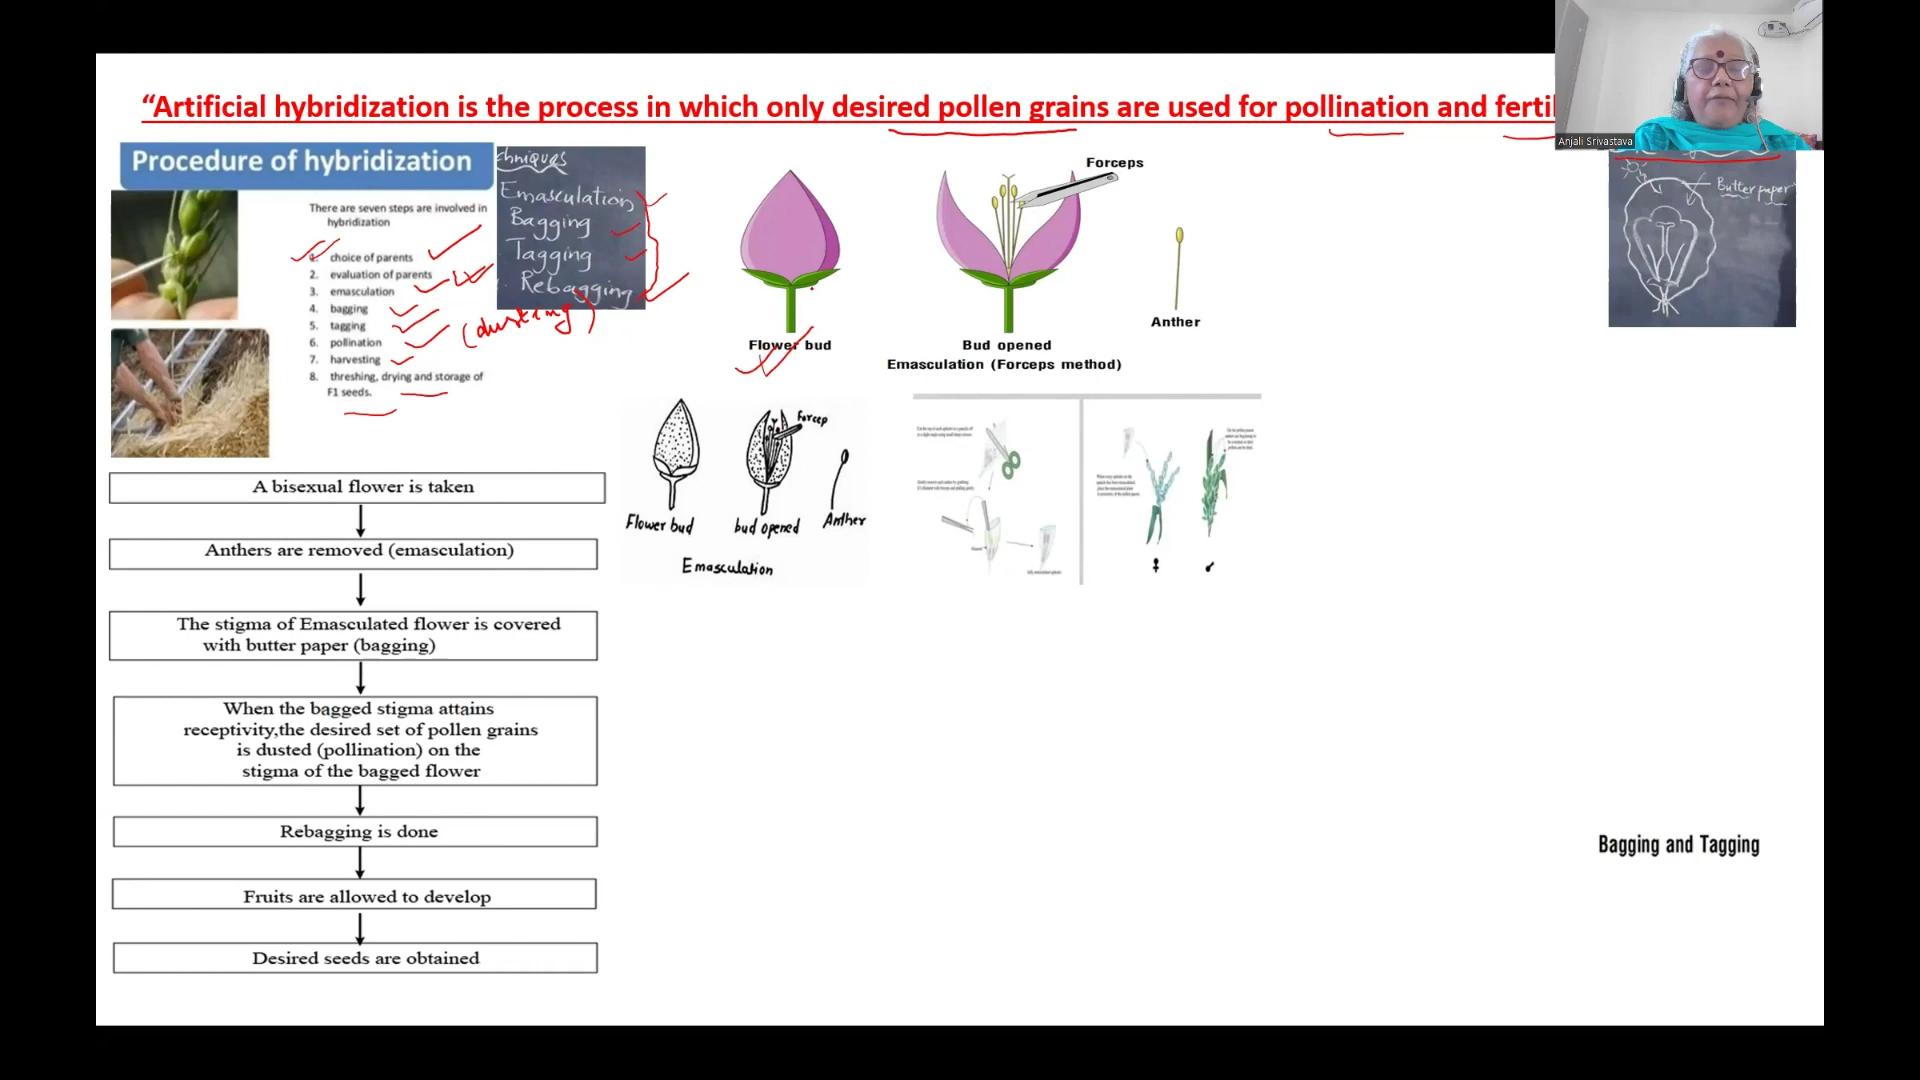 “Artificial hybridization is the process in which only desired pollen grains are used for pollination and fertil
Anjali Srivastava
Procedure of hybridization
There are seven steps are involved in
hybridization
1. choice of parents
2. evaluation of parents
3. emasculation
4. bagging
5. tagging
6. pollination
7. harvesting
8. threshing, drying and storage of
F1 seeds.
chniques
Emasculation
Bagging
Tagging
Rebagging
(dusting)
Forceps
Anther
Flower bud
Bud opened
Emasculation (Forceps method)
Butter paper
Forcep
Flower bud
bud opened
Anther
Emasculation
A bisexual flower is taken
Anthers are removed (emasculation)
The stigma of Emasculated flower is covered
with butter paper (bagging)
When the bagged stigma attains
receptivity,the desired set of pollen grains
is dusted (pollination) on the
stigma of the bagged flower
Rebagging is done
Fruits are allowed to develop
Desired seeds are obtained
Bagging and Tagging